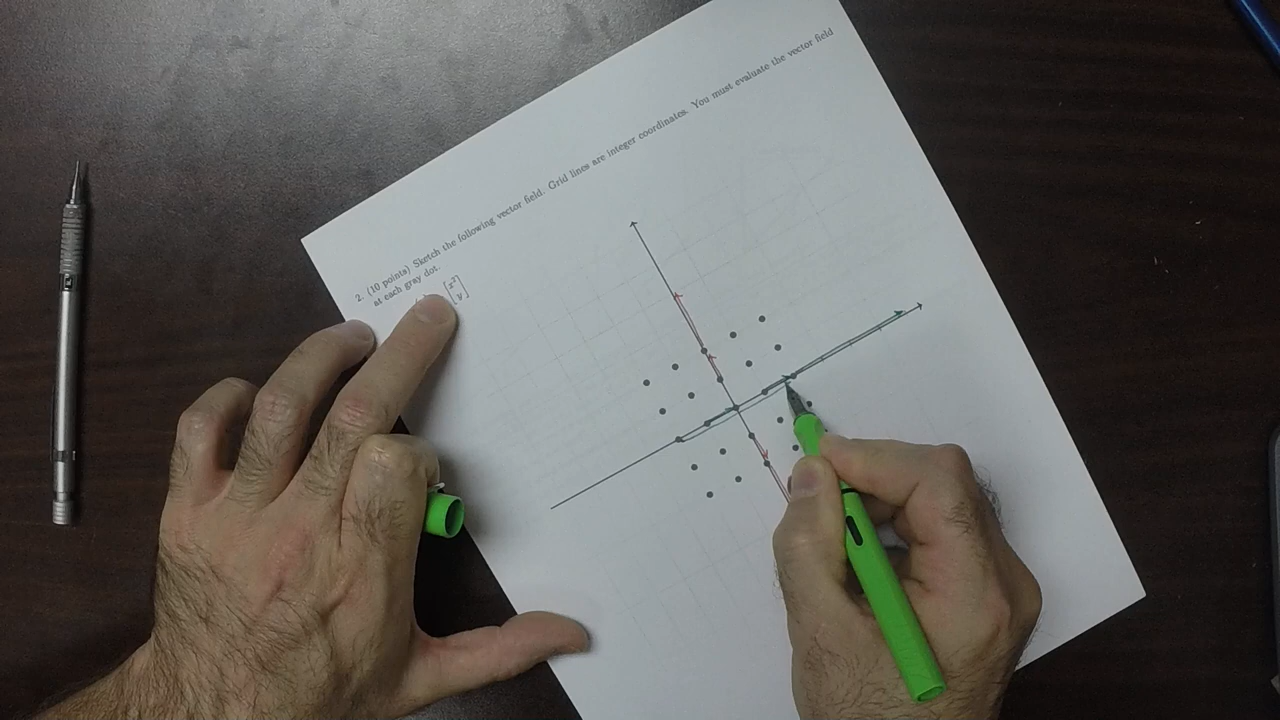 2. (10 points) Sketch the following vector field. Grid lines are integer coordinates. You must evaluate the vector field
at each gray dot.
x²
y